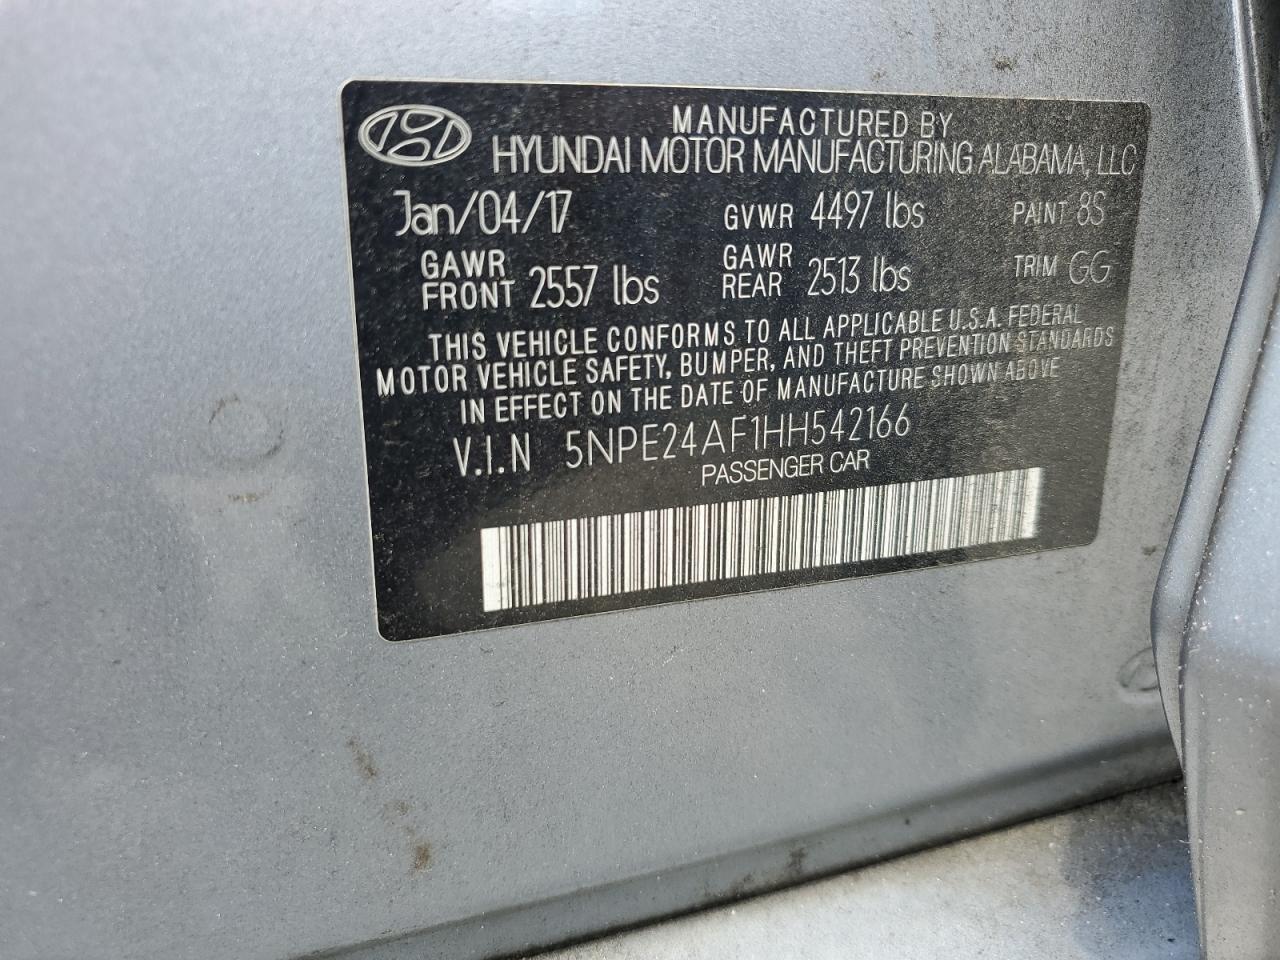 MANUFACTURED BY
HYUNDAI MOTOR MANUFACTURING ALABAMA, LLC
Jan/04/17 GVWR 4497 lbs PAINT 8S
GAWR FRONT 2557 lbs GAWR REAR 2513 lbs TRIM GG
THIS VEHICLE CONFORMS TO ALL APPLICABLE U.S.A. FEDERAL
MOTOR VEHICLE SAFETY, BUMPER, AND THEFT PREVENTION STANDARDS
IN EFFECT ON THE DATE OF MANUFACTURE SHOWN ABOVE
V.I.N 5NPE24AF1HH542166
PASSENGER CAR